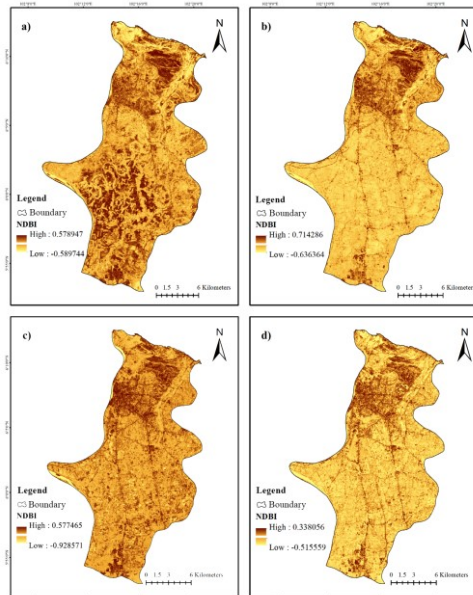 a)
N
Legend
Boundary
NDBI
High : 0.578947
Low : -0.589744
0 1.5 3 6 Kilometers
b)
N
Legend
Boundary
NDBI
High : 0.714286
Low : -0.636364
0 1.5 3 6 Kilometers
c)
N
Legend
Boundary
NDBI
High : 0.577465
Low : -0.928571
0 1.5 3 6 Kilometers
d)
N
Legend
Boundary
NDBI
High : 0.338056
Low : -0.515559
0 1.5 3 6 Kilometers